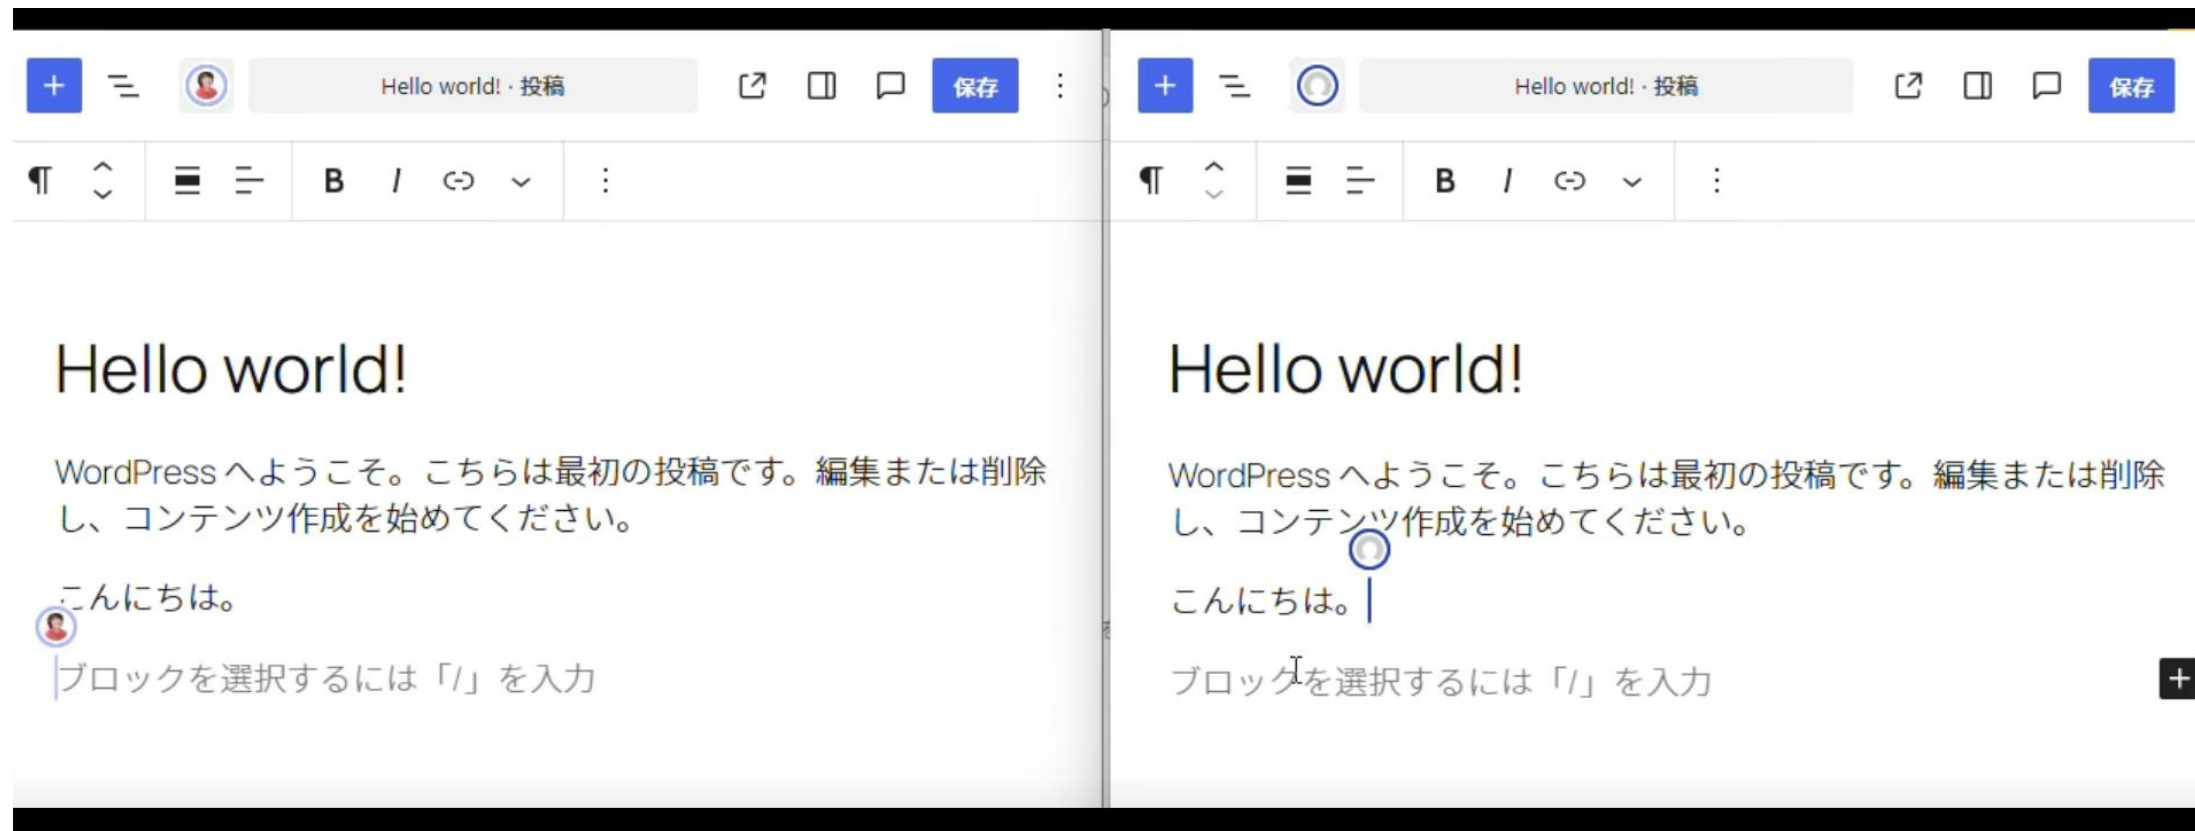 Hello world! · 投稿
保存
B I
Hello world!
WordPress へようこそ。こちらは最初の投稿です。編集または削除
し、コンテンツ作成を始めてください。
こんにちは。
ブロックを選択するには「/」を入力
Hello world! · 投稿
保存
B I
Hello world!
WordPress へようこそ。こちらは最初の投稿です。編集または削除
し、コンテンツ作成を始めてください。
こんにちは。
ブロックを選択するには「/」を入力